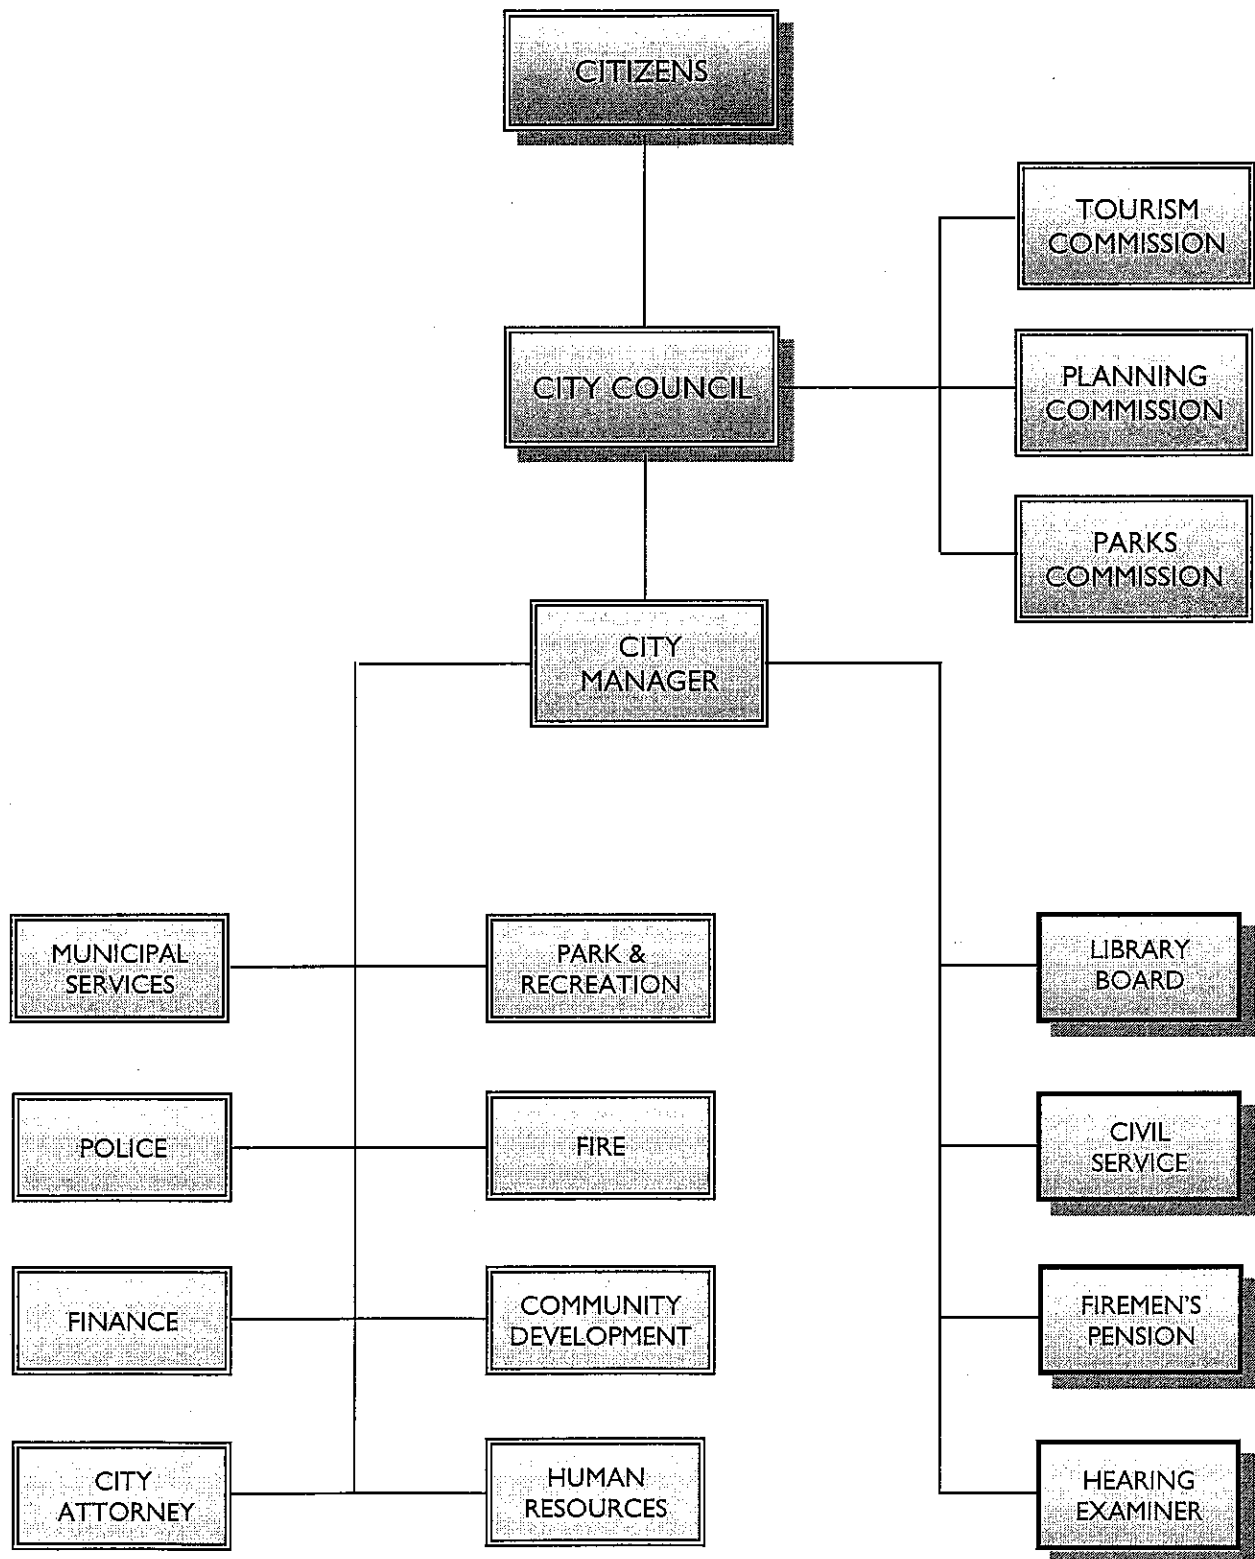 CITIZENS
TOURISM
COMMISSION
CITY COUNCIL
PLANNING
COMMISSION
PARKS
COMMISSION
CITY
MANAGER
MUNICIPAL
SERVICES
PARK &
RECREATION
LIBRARY
BOARD
POLICE
FIRE
CIVIL
SERVICE
FINANCE
COMMUNITY
DEVELOPMENT
FIREMEN'S
PENSION
CITY
ATTORNEY
HUMAN
RESOURCES
HEARING
EXAMINER